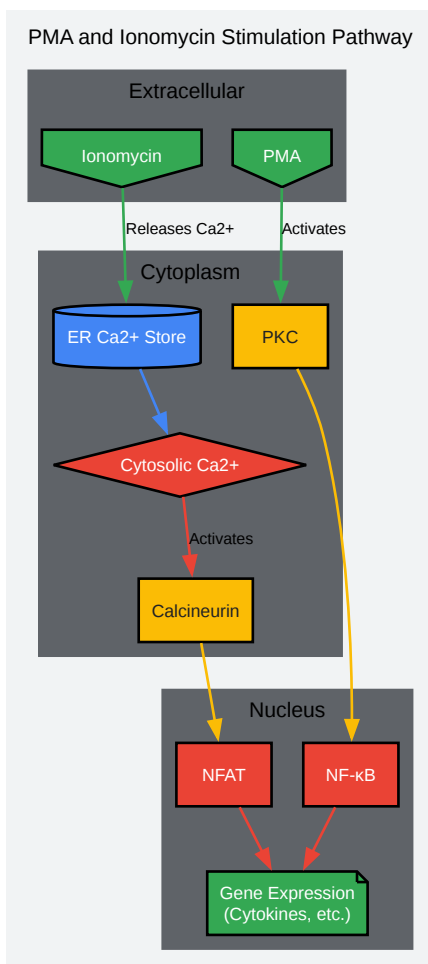 PMA and Ionomycin Stimulation Pathway
Extracellular
Ionomycin
PMA
Releases Ca2+
Activates
Cytoplasm
ER Ca2+ Store
PKC
Cytosolic Ca2+
Activates
Calcineurin
Nucleus
NFAT
NF-κB
Gene Expression
(Cytokines, etc.)